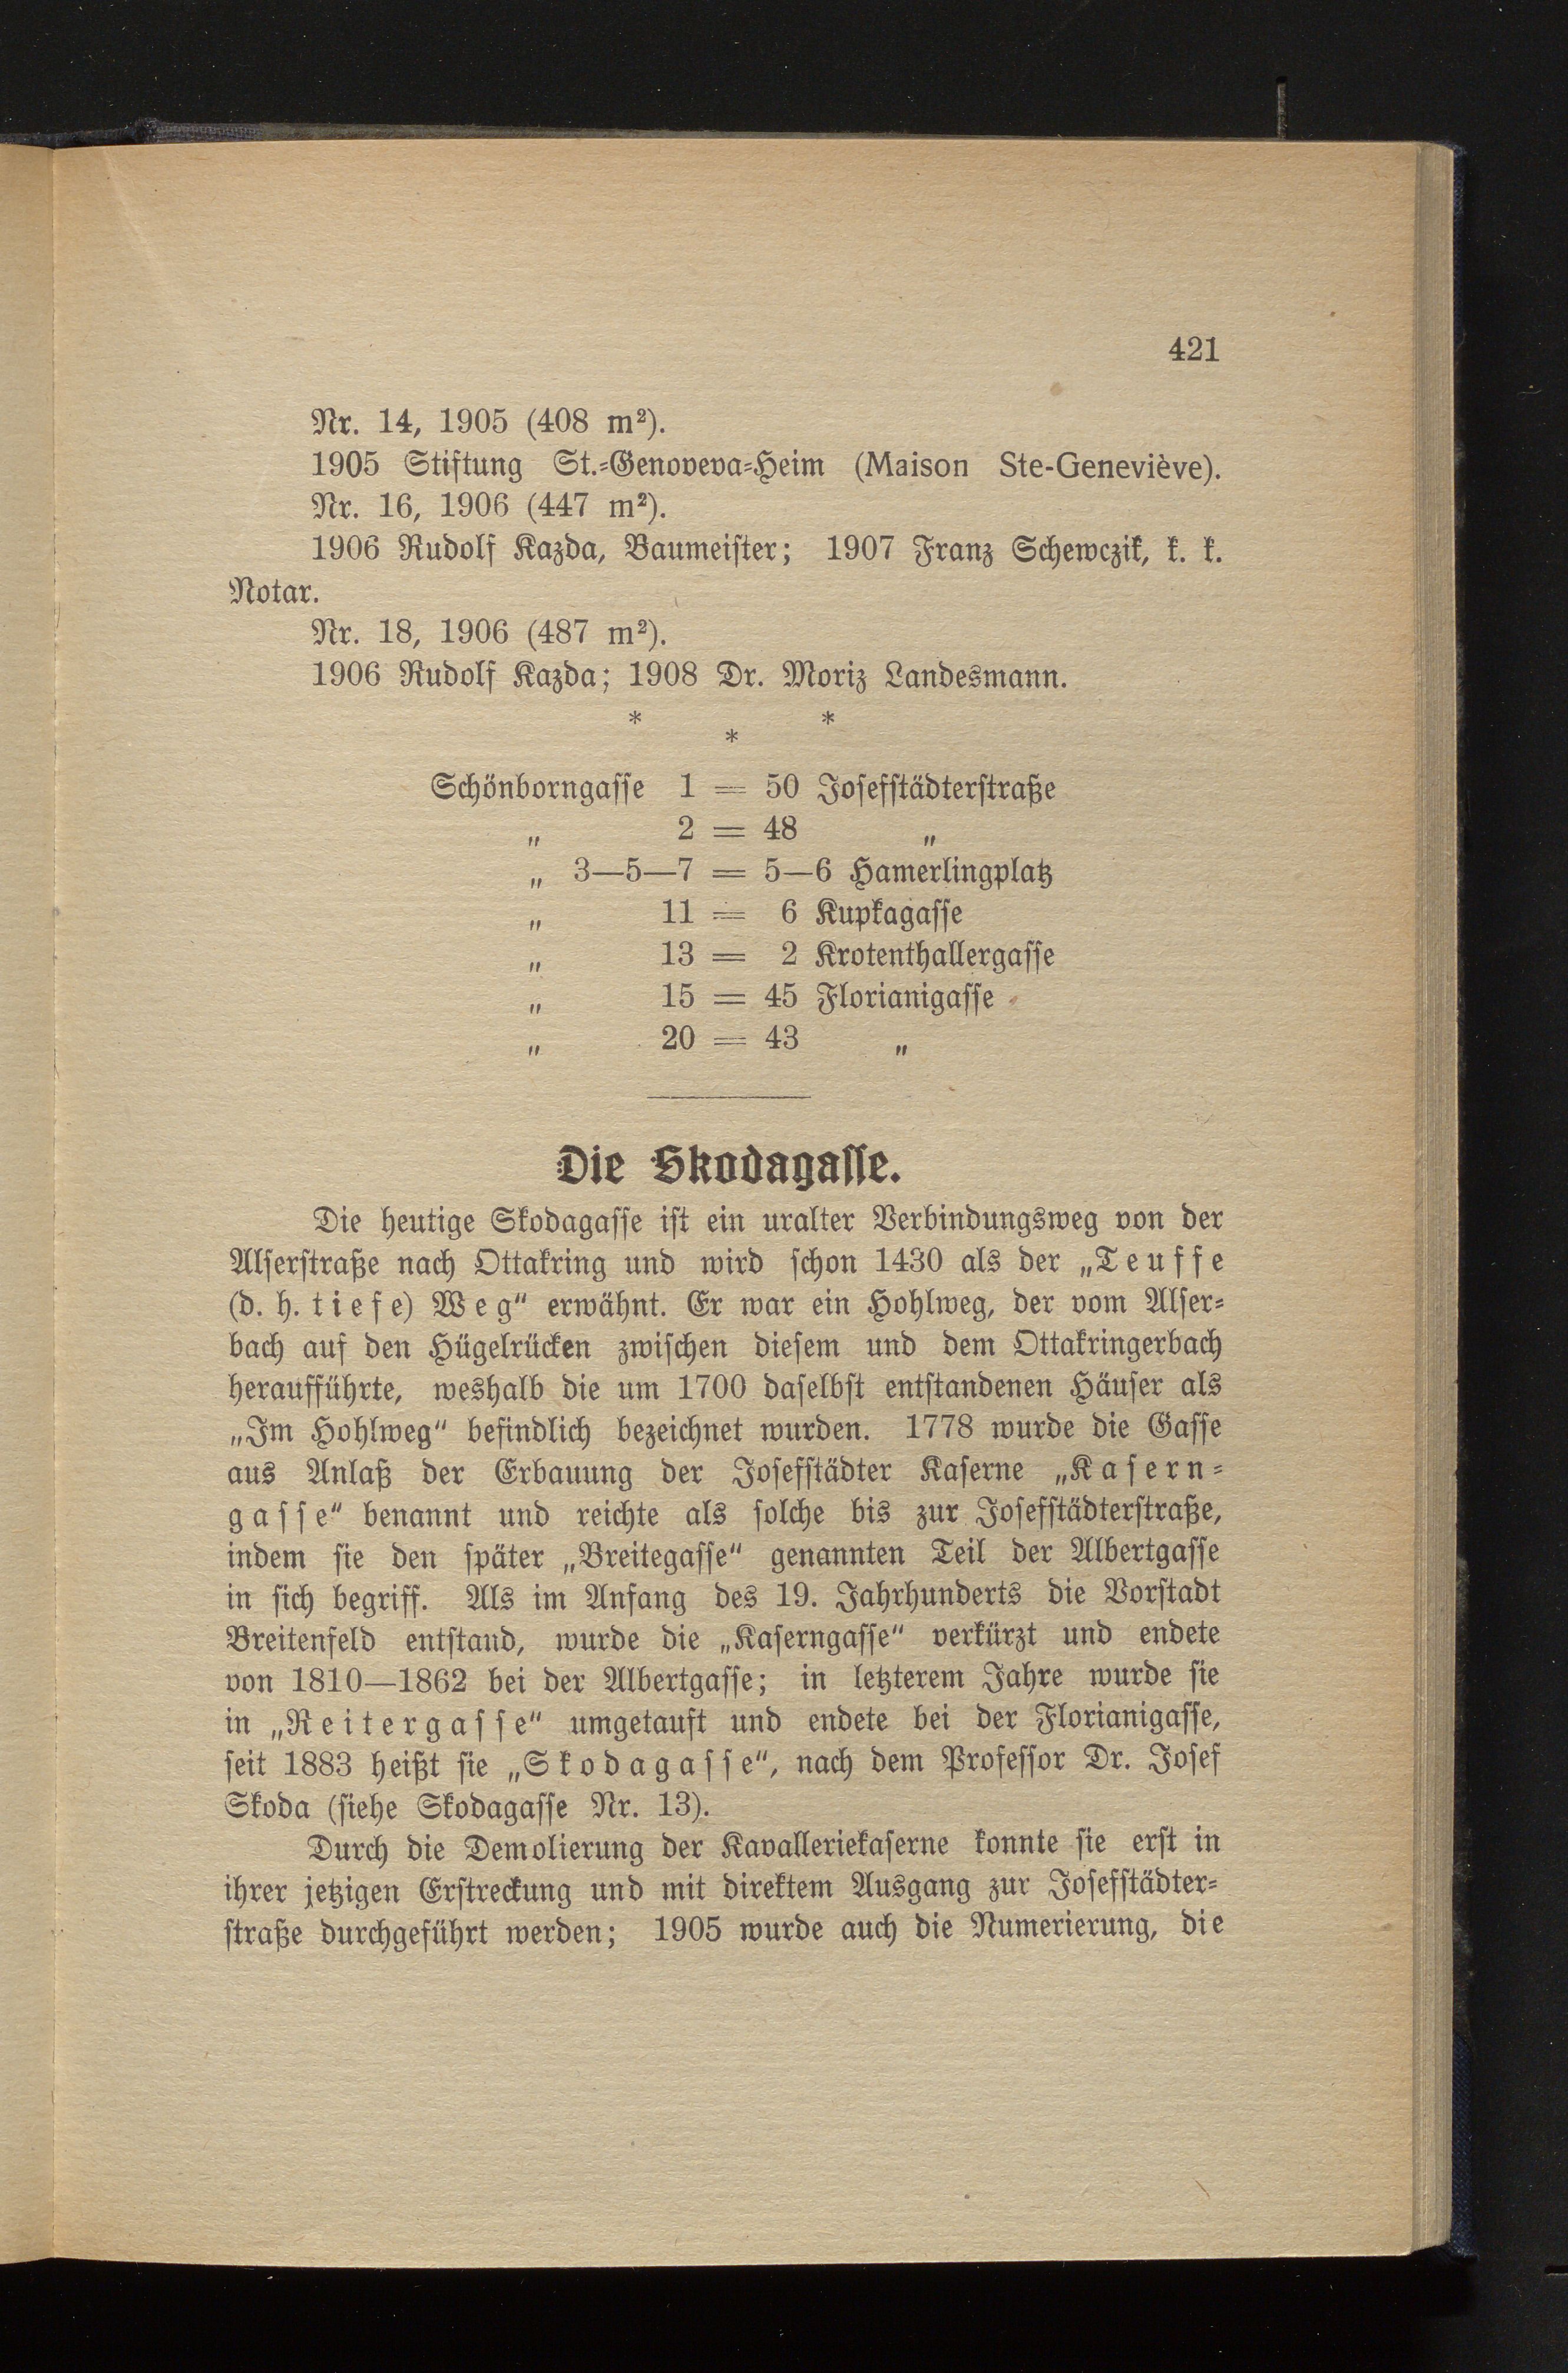 421
Nr. 14, 1905 (408 m²).
1905 Stiftung St.-Genoveva-Heim (Maison Ste-Geneviève).
Nr. 16, 1906 (447 m²).
1906 Rudolf Kazda, Baumeister; 1907 Franz Schewczik, k. k.
Notar.
Nr. 18, 1906 (487 m²).
1906 Rudolf Kazda; 1908 Dr. Moriz Landesmann.
* * *
Schönborngasse 1 = 50 Josefstädterstraße
„ 2 = 48 „
„ 3—5—7 = 5—6 Hamerlingplatz
„ 11 = 6 Kupkagasse
„ 13 = 2 Krotenthallergasse
„ 15 = 45 Florianigasse
„ 20 = 43 „
Die Skodagasse.
Die heutige Skodagasse ist ein uralter Verbindungsweg von der
Alserstraße nach Ottakring und wird schon 1430 als der „Teuffe
(d. h. tiefe) Weg“ erwähnt. Er war ein Hohlweg, der vom Alser-
bach auf den Hügelrücken zwischen diesem und dem Ottakringerbach
heraufführte, weshalb die um 1700 daselbst entstandenen Häuser als
„Im Hohlweg“ befindlich bezeichnet wurden. 1778 wurde die Gasse
aus Anlaß der Erbauung der Josefstädter Kaserne „Kasern-
gasse“ benannt und reichte als solche bis zur Josefstädterstraße,
indem sie den später „Breitegasse“ genannten Teil der Albertgasse
in sich begriff. Als im Anfang des 19. Jahrhunderts die Vorstadt
Breitenfeld entstand, wurde die „Kaserngasse“ verkürzt und endete
von 1810—1862 bei der Albertgasse; in letzterem Jahre wurde sie
in „Reitergasse“ umgetauft und endete bei der Florianigasse,
seit 1883 heißt sie „Skodagasse“, nach dem Professor Dr. Josef
Skoda (siehe Skodagasse Nr. 13).
Durch die Demolierung der Kavalleriekaserne konnte sie erst in
ihrer jetzigen Erstreckung und mit direktem Ausgang zur Josefstädter-
straße durchgeführt werden; 1905 wurde auch die Numerierung, die